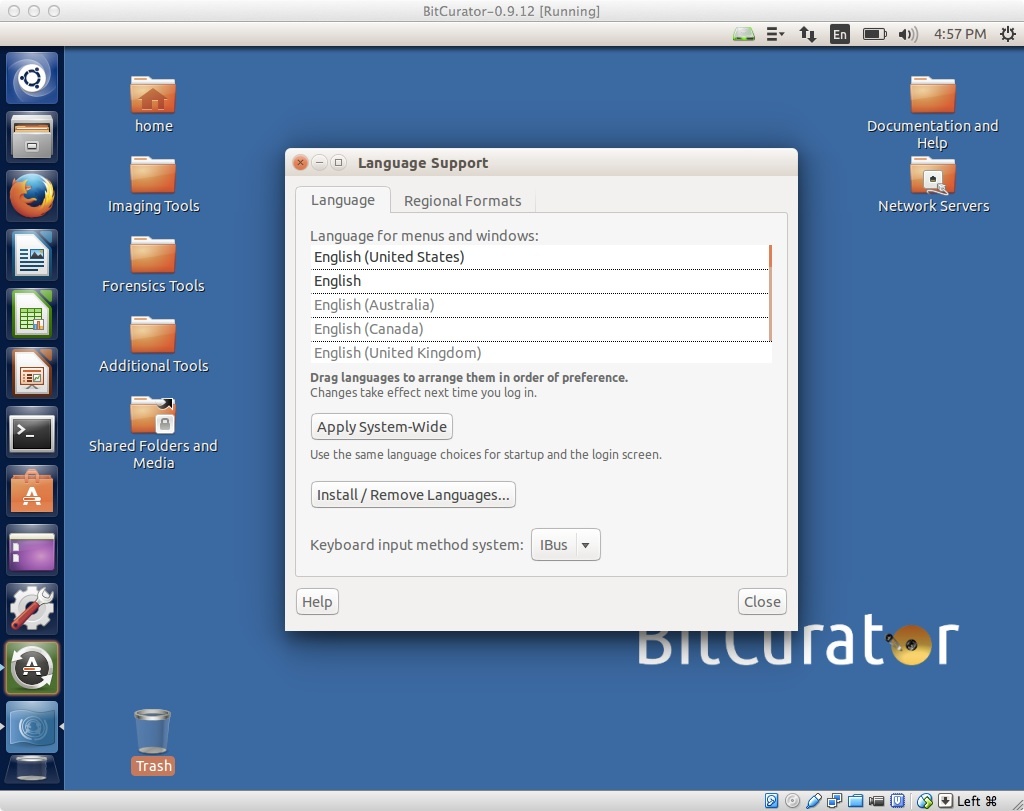 BitCurator-0.9.12 [Running]
En
4:57 PM
home
Imaging Tools
Forensics Tools
Additional Tools
Shared Folders and
Media
Documentation and
Help
Network Servers
Language Support
Language
Regional Formats
Language for menus and windows:
English (United States)
English
English (Australia)
English (Canada)
English (United Kingdom)
Drag languages to arrange them in order of preference.
Changes take effect next time you log in.
Apply System-Wide
Use the same language choices for startup and the login screen.
Install / Remove Languages...
Keyboard input method system:
IBus
Help
Close
BitCurator
Trash
Left ⌘